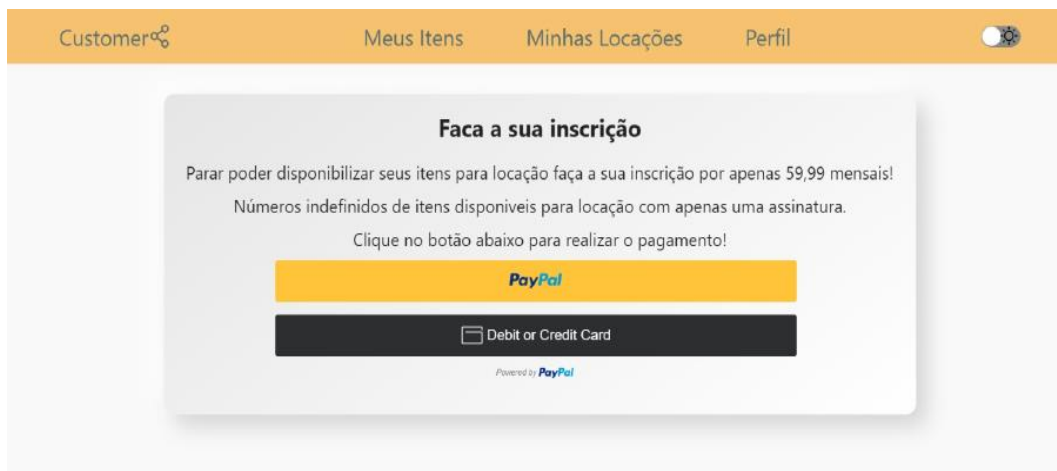 Customer
Meus Itens
Minhas Locações
Perfil
Faca a sua inscrição
Parar poder disponibilizar seus itens para locação faça a sua inscrição por apenas 59,99 mensais!
Números indefinidos de itens disponiveis para locação com apenas uma assinatura.
Clique no botão abaixo para realizar o pagamento!
PayPal
Debit or Credit Card
Powered by PayPal